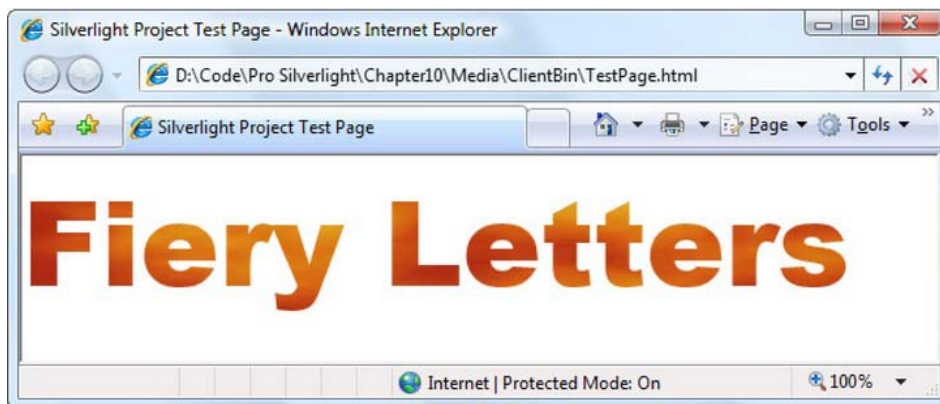 Silverlight Project Test Page - Windows Internet Explorer
D:\Code\Pro Silverlight\Chapter10\Media\ClientBin\TestPage.html
Silverlight Project Test Page Page Tools
Fiery Letters
Internet | Protected Mode: On 100%